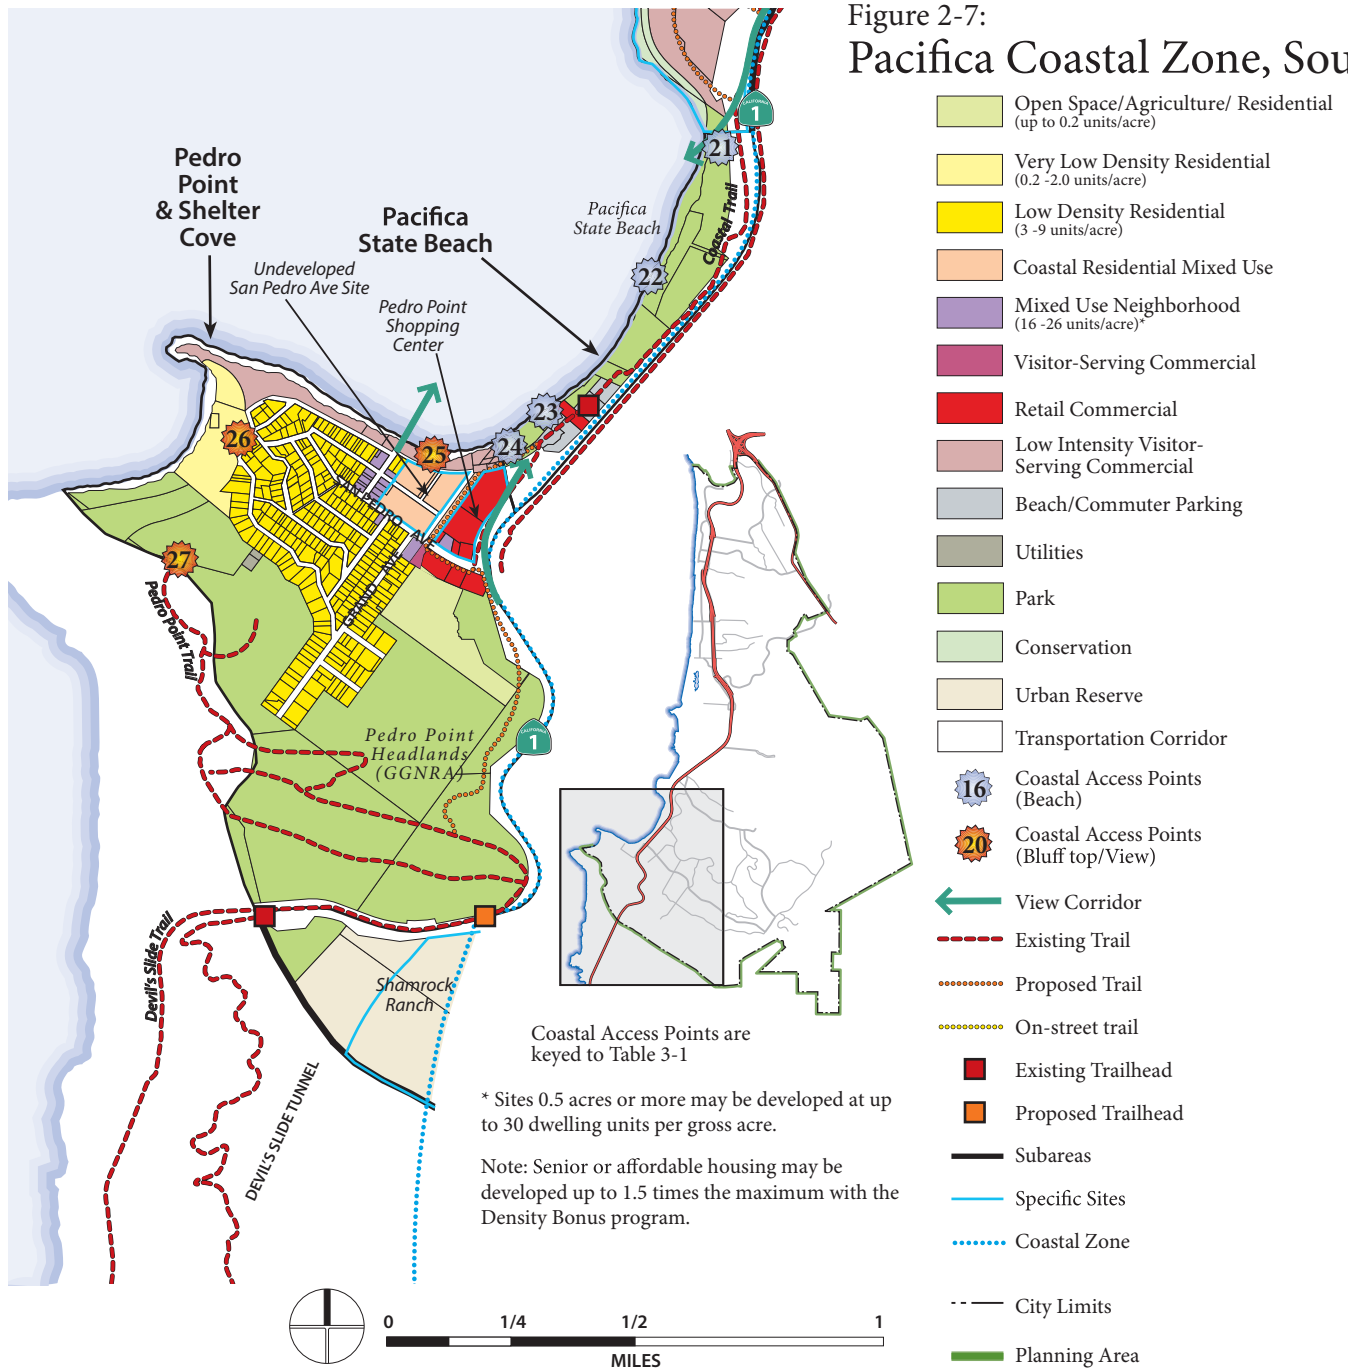 Figure 2-7:
Pacifica Coastal Zone, Sou
Open Space/Agriculture/ Residential
(up to 0.2 units/acre)
Very Low Density Residential
(0.2 -2.0 units/acre)
Low Density Residential
(3 -9 units/acre)
Coastal Residential Mixed Use
Mixed Use Neighborhood
(16 -26 units/acre)*
Visitor-Serving Commercial
Retail Commercial
Low Intensity Visitor-
Serving Commercial
Beach/Commuter Parking
Utilities
Park
Conservation
Urban Reserve
Transportation Corridor
16
Coastal Access Points
(Beach)
20
Coastal Access Points
(Bluff top/View)
View Corridor
Existing Trail
Proposed Trail
On-street trail
Existing Trailhead
Proposed Trailhead
Subareas
Specific Sites
Coastal Zone
City Limits
Planning Area
CALIFORNIA
1
21
Pedro
Point
& Shelter
Cove
Pacifica
State Beach
Pacifica
State Beach
Coastal Trail
22
Undeveloped
San Pedro Ave Site
Pedro Point
Shopping
Center
23
24
25
26
27
SAN PEDRO AVE
GRAND AVE
Pedro Point Trail
Pedro Point
Headlands
(GGNRA)
CALIFORNIA
1
Devil's Slide Trail
Shamrock
Ranch
DEVIL'S SLIDE TUNNEL
Coastal Access Points are
keyed to Table 3-1
* Sites 0.5 acres or more may be developed at up
to 30 dwelling units per gross acre.
Note: Senior or affordable housing may be
developed up to 1.5 times the maximum with the
Density Bonus program.
0 1/4 1/2 1
MILES